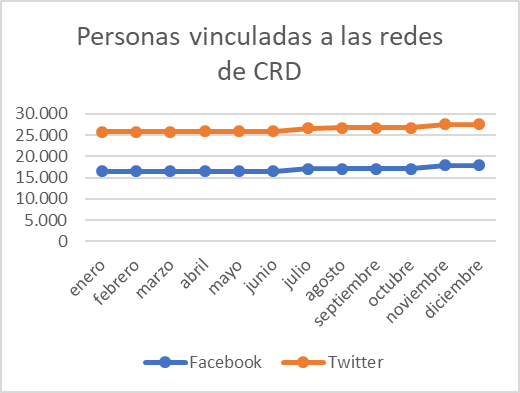 Personas vinculadas a las redes
de CRD
30.000
25.000
20.000
15.000
10.000
5.000
0
enero
febrero
marzo
abril
mayo
junio
julio
agosto
septiembre
octubre
noviembre
diciembre
Facebook
Twitter